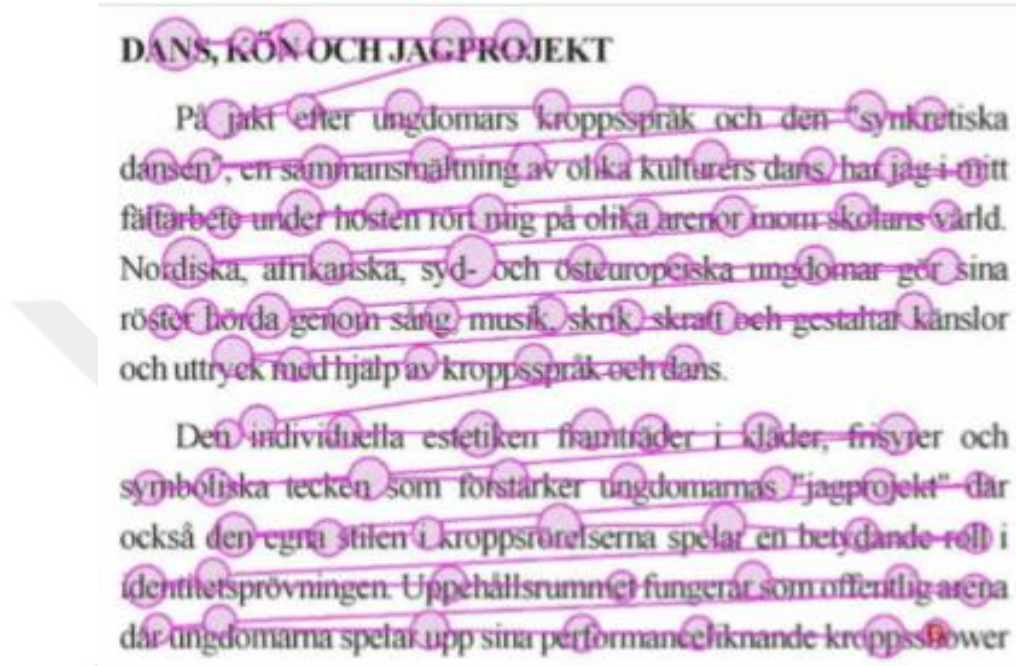 DANS, KÖN OCH JAGPROJEKT
På jakt efter ungdomars kroppsspråk och den "synkretiska
dansen", en sammansmältning av olika kulturers dans, har jag i mitt
fältarbete under hösten rört mig på olika arenor inom skolans värld.
Nordiska, afrikanska, syd- och östeuropeiska ungdomar gör sina
röster hörda genom sång, musik, skrik, skratt och gestaltar känslor
och uttryck med hjälp av kroppsspråk och dans.
Den individuella estetiken framträder i kläder, frisyrer och
symboliska tecken som förstärker ungdomarnas "jagprojekt" där
också den egna stilen i kroppsrörelserna spelar en betydande roll i
identitetsprövningen. Uppehållsrummet fungerar som offentlig arena
där ungdomarna spelar upp sina performanceliknande kroppsshower